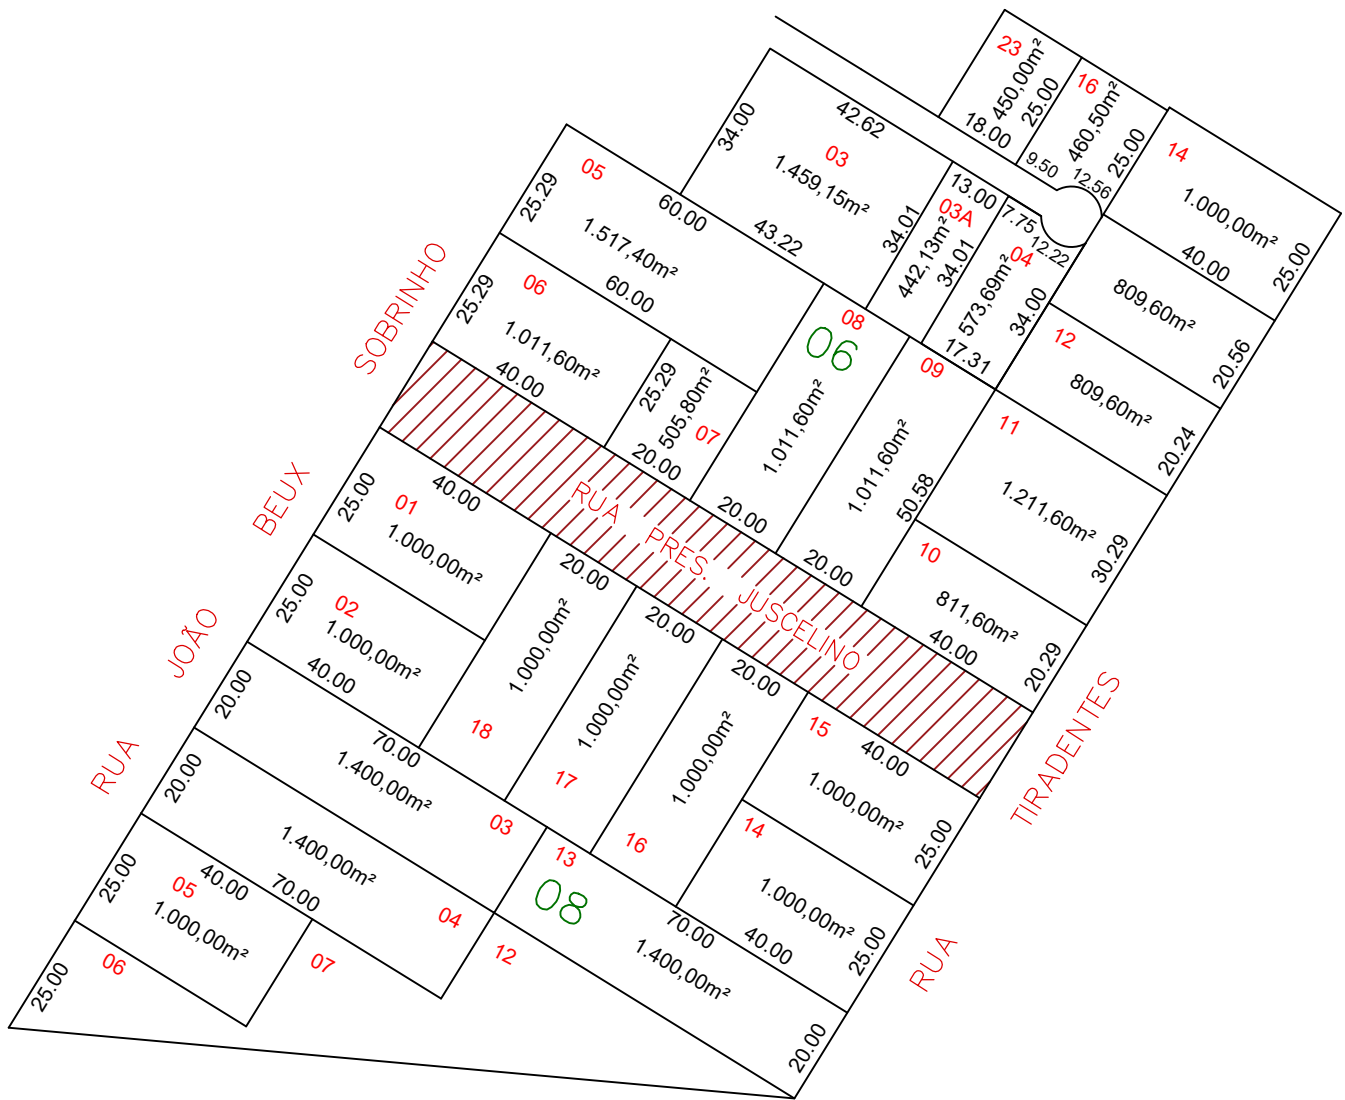 23
450,00m²
25.00
18.00
16
460,50m²
25.00
9.50
12.56
14
1.000,00m²
40.00
25.00
42.62
34.00
03
1.459,15m²
43.22
34.01
13.00
03A
442,13m²
34.01
7.75
12.22
04
573,69m²
34.00
17.31
809,60m²
20.56
12
809,60m²
20.24
05
25.29
60.00
1.517,40m²
60.00
06
25.29
1.011,60m²
40.00
25.29
505,80m²
07
20.00
08
06
1.011,60m²
20.00
09
1.011,60m²
50.58
20.00
11
1.211,60m²
30.29
10
811,60m²
40.00
20.29
RUA PRES. JUSCELINO
01
25.00
40.00
1.000,00m²
02
25.00
1.000,00m²
40.00
20.00
1.000,00m²
18
20.00
1.000,00m²
17
20.00
1.000,00m²
16
15
40.00
1.000,00m²
25.00
14
1.000,00m²
40.00
25.00
20.00
70.00
1.400,00m²
03
20.00
1.400,00m²
70.00
04
13
08
70.00
1.400,00m²
20.00
12
25.00
40.00
05
1.000,00m²
06
25.00
07
RUA JOÃO BEUX SOBRINHO
RUA TIRADENTES